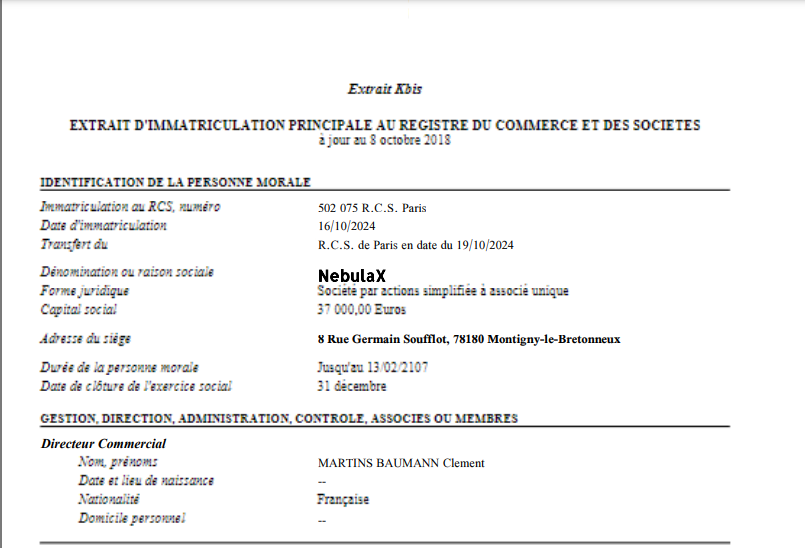 Extrait Kbis
EXTRAIT D'IMMATRICULATION PRINCIPALE AU REGISTRE DU COMMERCE ET DES SOCIETES
à jour au 8 octobre 2018
IDENTIFICATION DE LA PERSONNE MORALE
Immatriculation au RCS, numéro 502 075 R.C.S. Paris
Date d'immatriculation 16/10/2024
Transfert du R.C.S. de Paris en date du 19/10/2024
Dénomination ou raison sociale NebulaX
Forme juridique Société par actions simplifiée à associé unique
Capital social 37 000,00 Euros
Adresse du siège 8 Rue Germain Soufflot, 78180 Montigny-le-Bretonneux
Durée de la personne morale Jusqu'au 13/02/2107
Date de clôture de l'exercice social 31 décembre
GESTION, DIRECTION, ADMINISTRATION, CONTROLE, ASSOCIES OU MEMBRES
Directeur Commercial
Nom, prénoms MARTINS BAUMANN Clement
Date et lieu de naissance --
Nationalité Française
Domicile personnel --